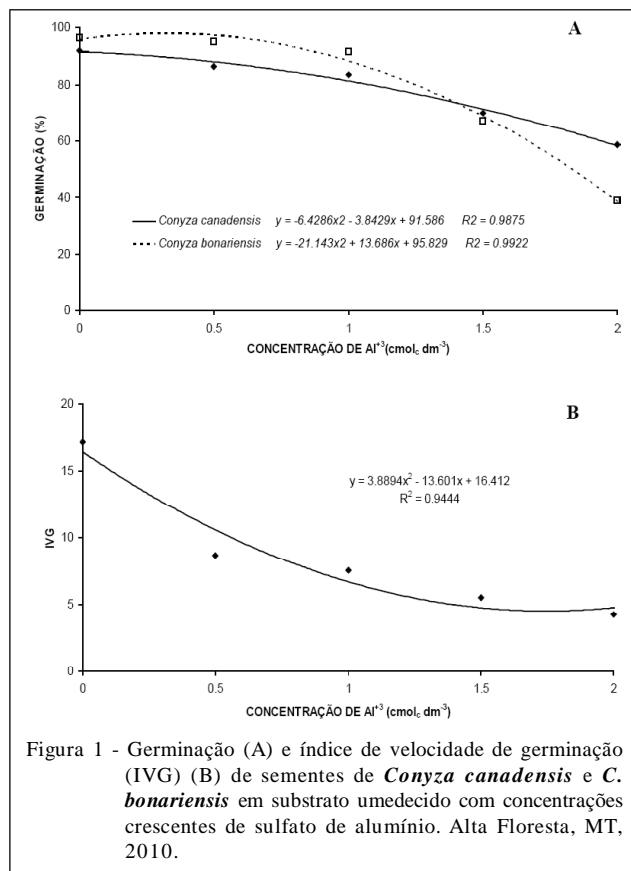 A
100
80
60
40
20
0
GERMINAÇÃO (%)
Conyza canadensis y = -6.4286x2 - 3.8429x + 91.586 R2 = 0.9875
Conyza bonariensis y = -21.143x2 + 13.686x + 95.829 R2 = 0.9922
0 0.5 1 1.5 2
CONCENTRAÇÃO DE Al+3(cmolc dm-3)
B
20
15
10
5
0
IVG
y = 3.8894x2 - 13.601x + 16.412
R2 = 0.9444
0 0.5 1 1.5 2
CONCENTRAÇÃO DE Al+3 (cmolc dm-3)
Figura 1 - Germinação (A) e índice de velocidade de germinação
(IVG) (B) de sementes de Conyza canadensis e C.
bonariensis em substrato umedecido com concentrações
crescentes de sulfato de alumínio. Alta Floresta, MT,
2010.